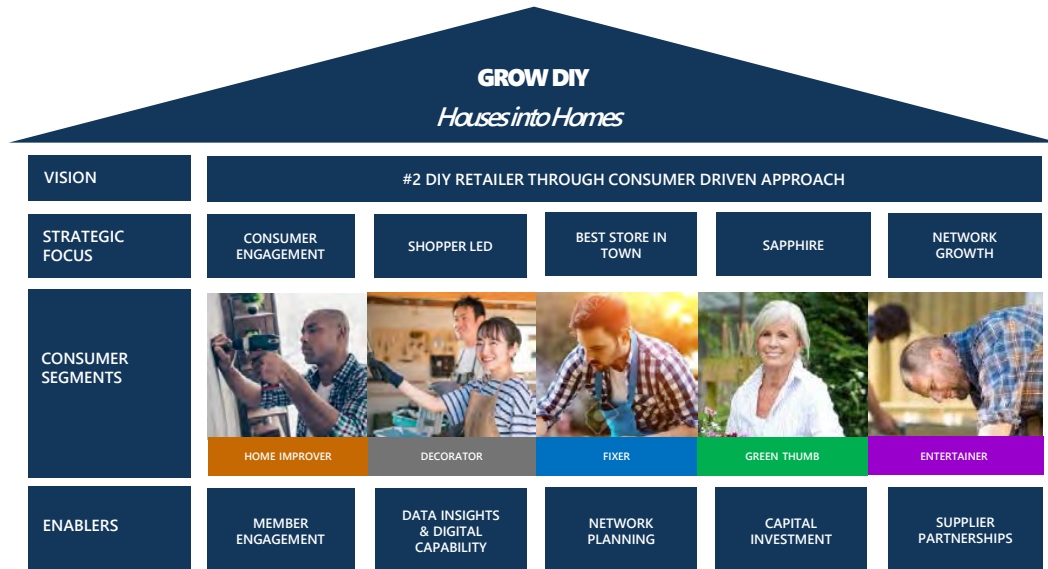 GROW DIY
Houses into Homes
VISION
#2 DIY RETAILER THROUGH CONSUMER DRIVEN APPROACH
STRATEGIC
FOCUS
CONSUMER
ENGAGEMENT
SHOPPER LED
BEST STORE IN
TOWN
SAPPHIRE
NETWORK
GROWTH
CONSUMER
SEGMENTS
HOME IMPROVER
DECORATOR
FIXER
GREEN THUMB
ENTERTAINER
ENABLERS
MEMBER
ENGAGEMENT
DATA INSIGHTS
& DIGITAL
CAPABILITY
NETWORK
PLANNING
CAPITAL
INVESTMENT
SUPPLIER
PARTNERSHIPS